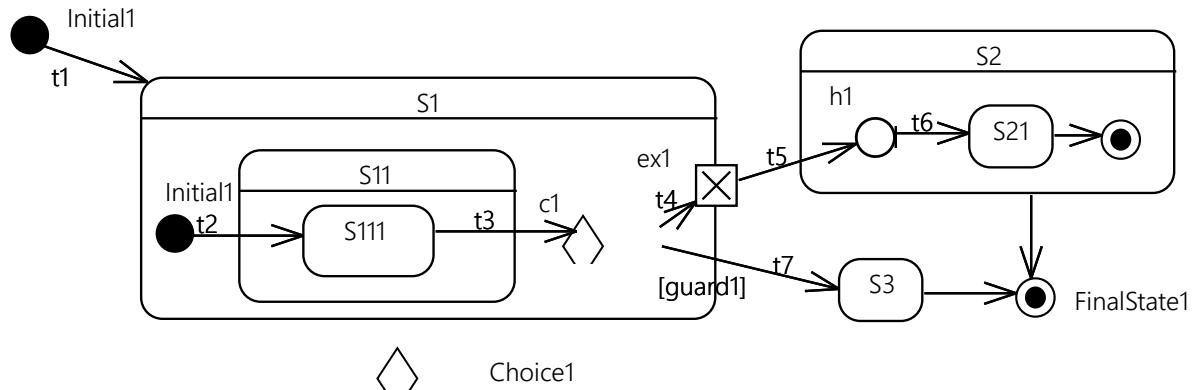 Initial1
t1
S1
S11
Initial1
t2
S111
t3
c1
ex1
t4
t5
S2
h1
t6
S21
t7
[guard1]
S3
FinalState1
Choice1